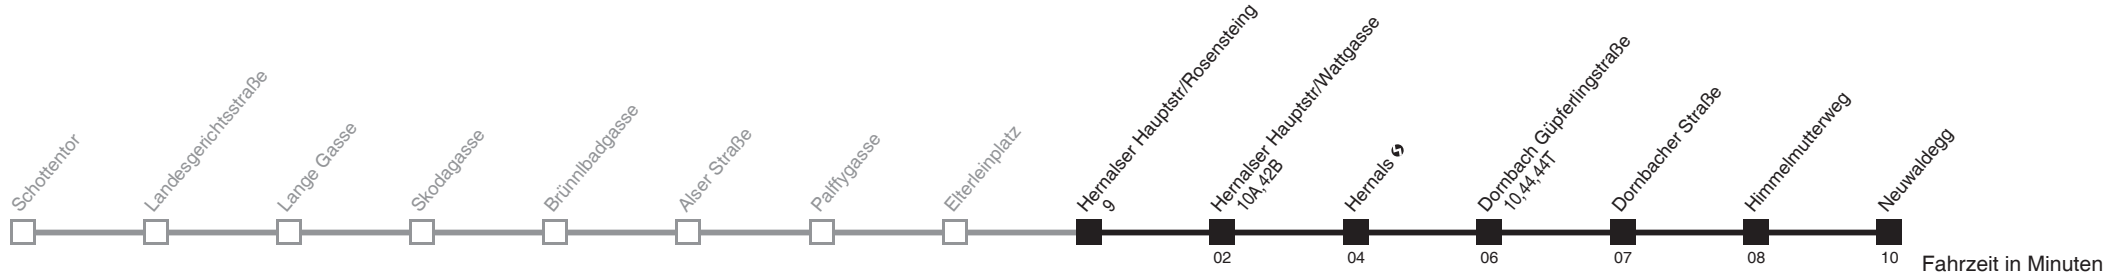 Schottentor
Landesgerichtsstraße
Lange Gasse
Skodagasse
Brünnlbadgasse
Alser Straße
Palffygasse
Elterleinplatz
Hernalser Hauptstr/Rosensteing
9
Hernalser Hauptstr/Wattgasse
10A,42B
Hernals
Dornbach Güpferlingstraße
10,44,44T
Dornbacher Straße
Himmelmutterweg
Neuwaldegg
02
04
06
07
08
10
Fahrzeit in Minuten